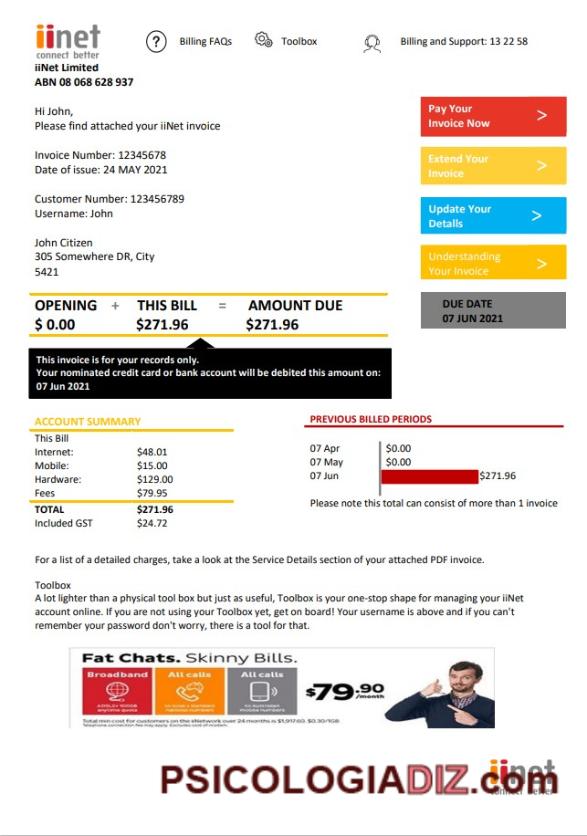 iinet
connect better
Billing FAQs
Toolbox
Billing and Support: 13 22 58
iiNet Limited
ABN 08 068 628 937
Hi John,
Please find attached your iiNet invoice
Invoice Number: 12345678
Date of issue: 24 MAY 2021
Customer Number: 123456789
Username: John
John Citizen
305 Somewhere DR, City
5421
Pay Your
Invoice Now
Extend Your
Invoice
Update Your
Detalls
Understanding
Your Invoice
OPENING + THIS BILL = AMOUNT DUE
$ 0.00 $271.96 $271.96
DUE DATE
07 JUN 2021
This invoice is for your records only.
Your nominated credit card or bank account will be debited this amount on:
07 Jun 2021
ACCOUNT SUMMARY
This Bill
Internet: $48.01
Mobile: $15.00
Hardware: $129.00
Fees $79.95
TOTAL $271.96
Included GST $24.72
PREVIOUS BILLED PERIODS
07 Apr $0.00
07 May $0.00
07 Jun $271.96
Please note this total can consist of more than 1 invoice
For a list of a detailed charges, take a look at the Service Details section of your attached PDF invoice.
Toolbox
A lot lighter than a physical tool box but just as useful, Toolbox is your one-stop shape for managing your iiNet
account online. If you are not using your Toolbox yet, get on board! Your username is above and if you can't
remember your password don't worry, there is a tool for that.
Fat Chats. Skinny Bills.
Broadband All calls All calls
$79.90
/month
Total min cost for customers on the
over 24 months is
iinet
connect better
PSICOLOGIADIZ.com